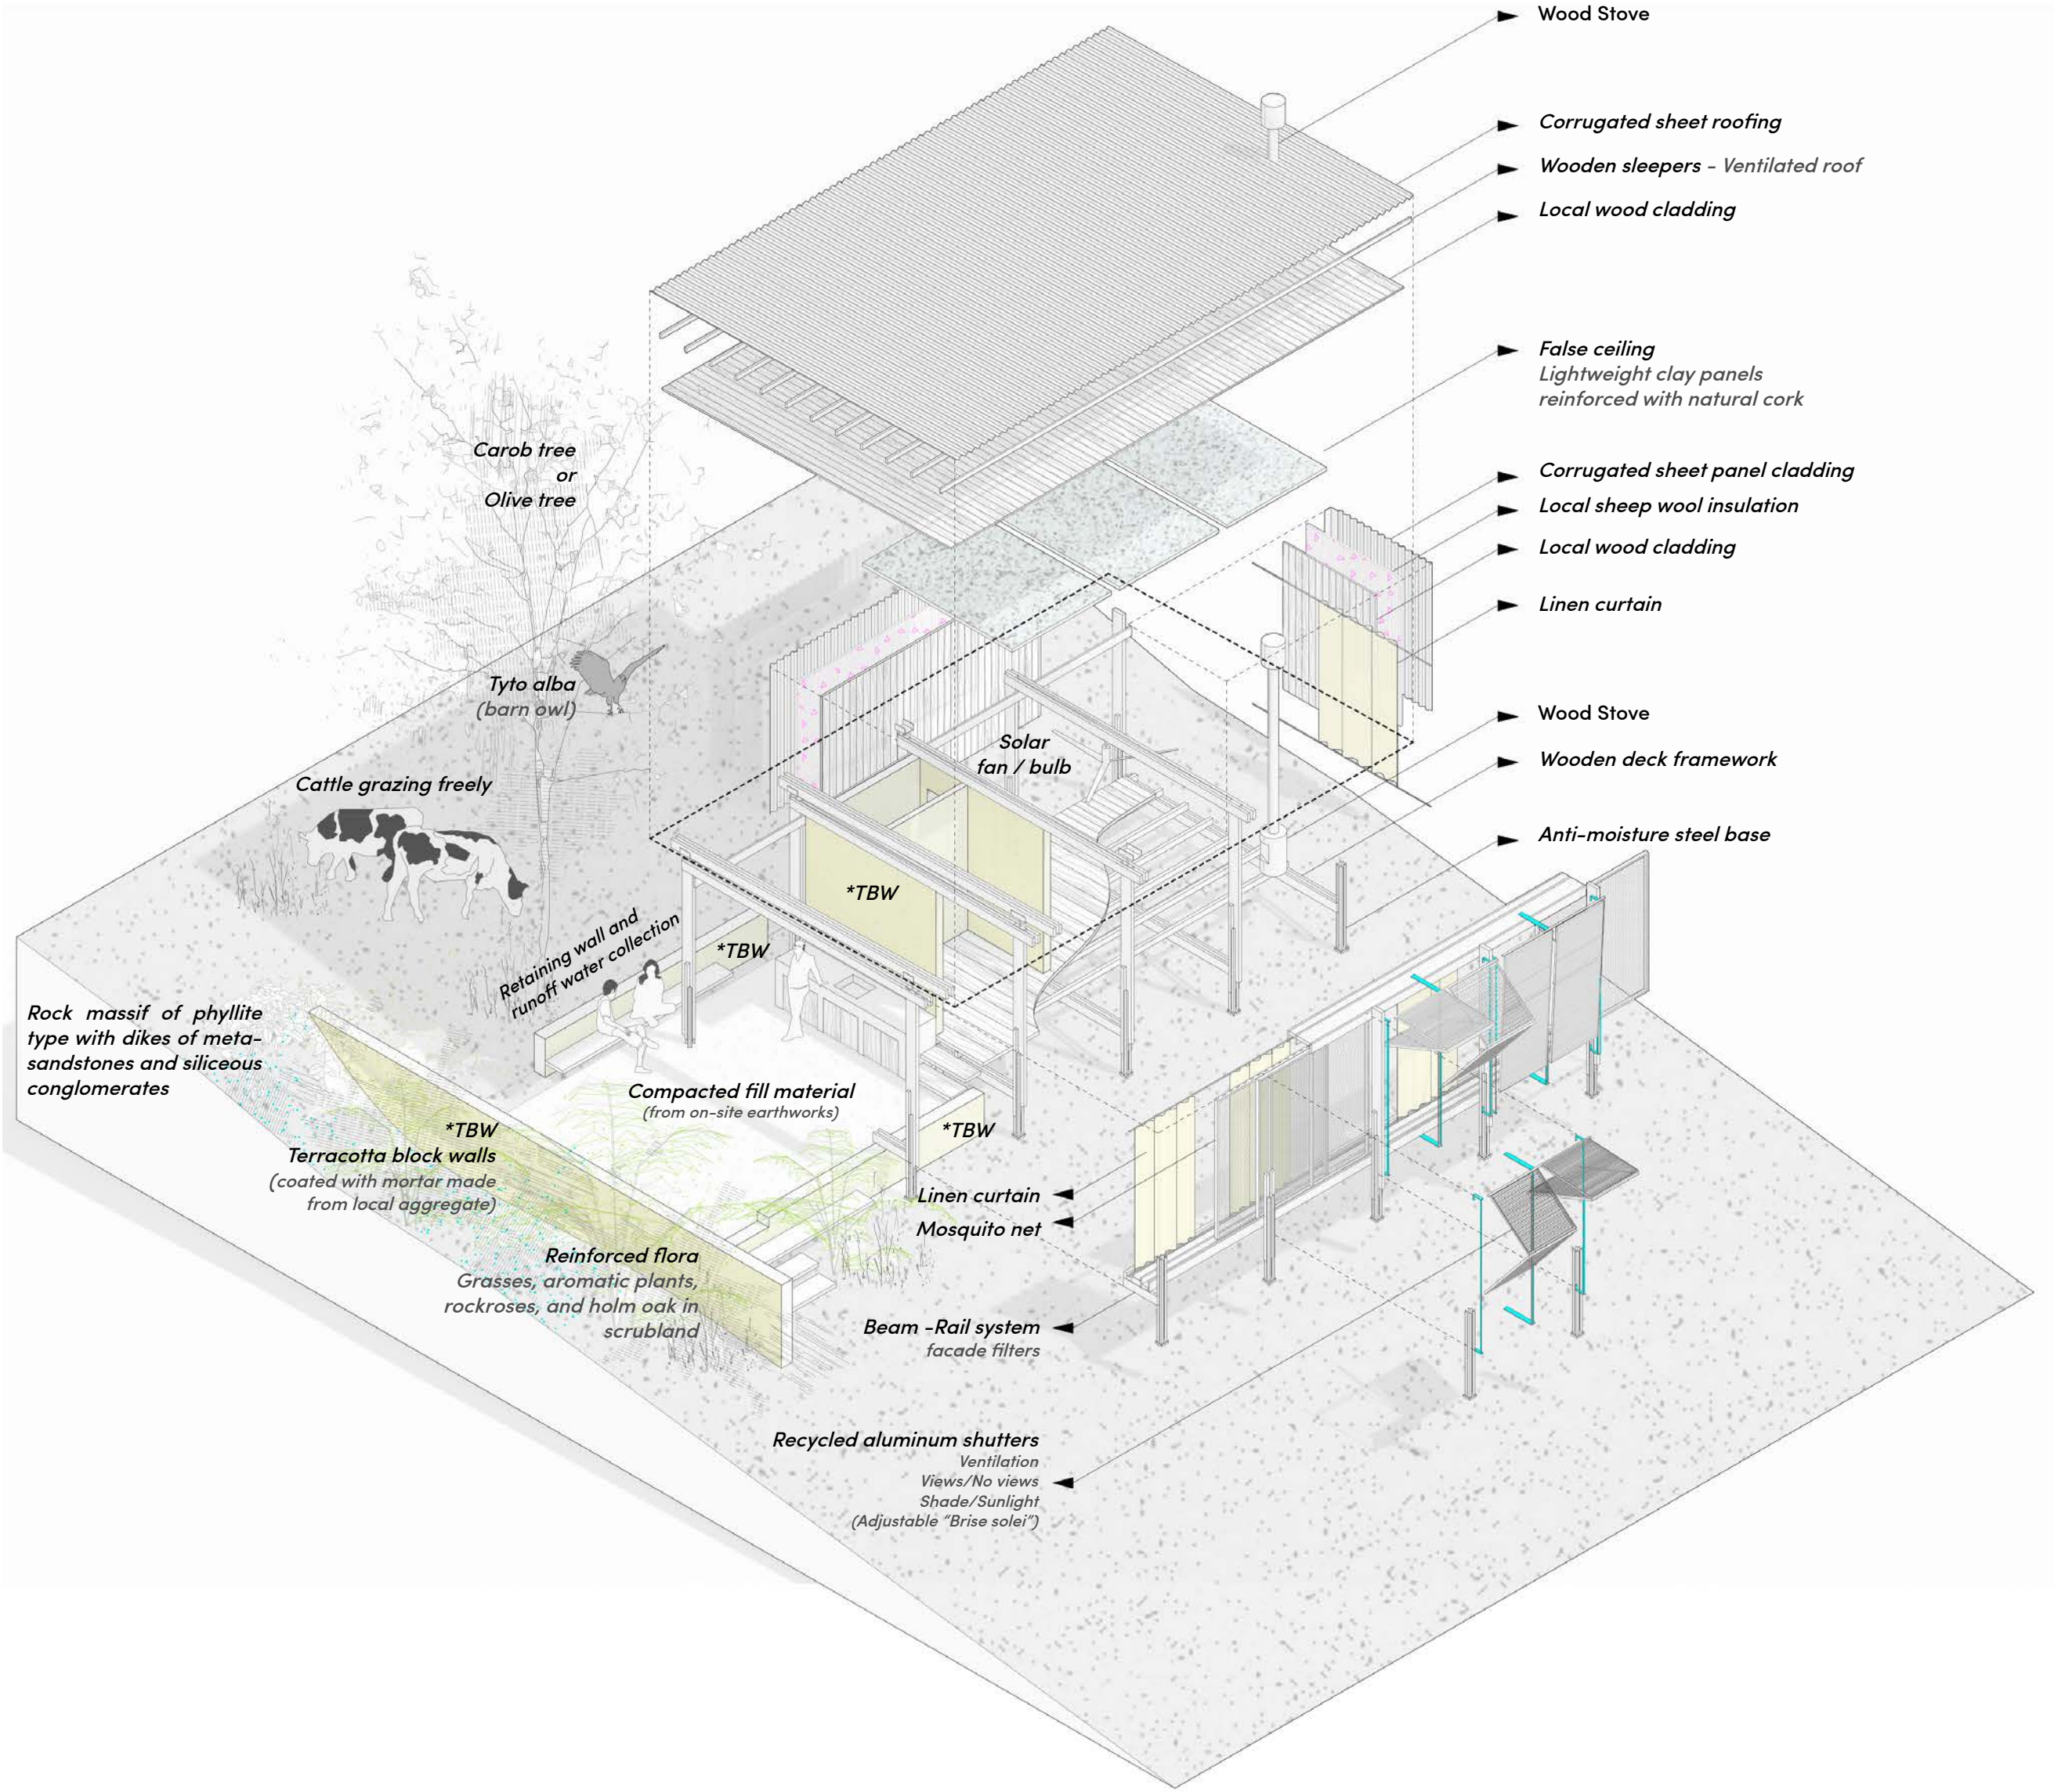 Wood Stove
Corrugated sheet roofing
Wooden sleepers - Ventilated roof
Local wood cladding
False ceiling
Lightweight clay panels
reinforced with natural cork
Carob tree
or
Olive tree
Corrugated sheet panel cladding
Local sheep wool insulation
Local wood cladding
Linen curtain
Tyto alba
(barn owl)
Wood Stove
Solar
fan / bulb
Wooden deck framework
Cattle grazing freely
Anti-moisture steel base
*TBW
Retaining wall and
runoff water collection
*TBW
Rock massif of phyllite
type with dikes of meta-
sandstones and siliceous
conglomerates
Compacted fill material
(from on-site earthworks)
*TBW
*TBW
Terracotta block walls
(coated with mortar made
from local aggregate)
Linen curtain
Mosquito net
Reinforced flora
Grasses, aromatic plants,
rockroses, and holm oak in
scrubland
Beam -Rail system
facade filters
Recycled aluminum shutters
Ventilation
Views/No views
Shade/Sunlight
(Adjustable “Brise solei”)